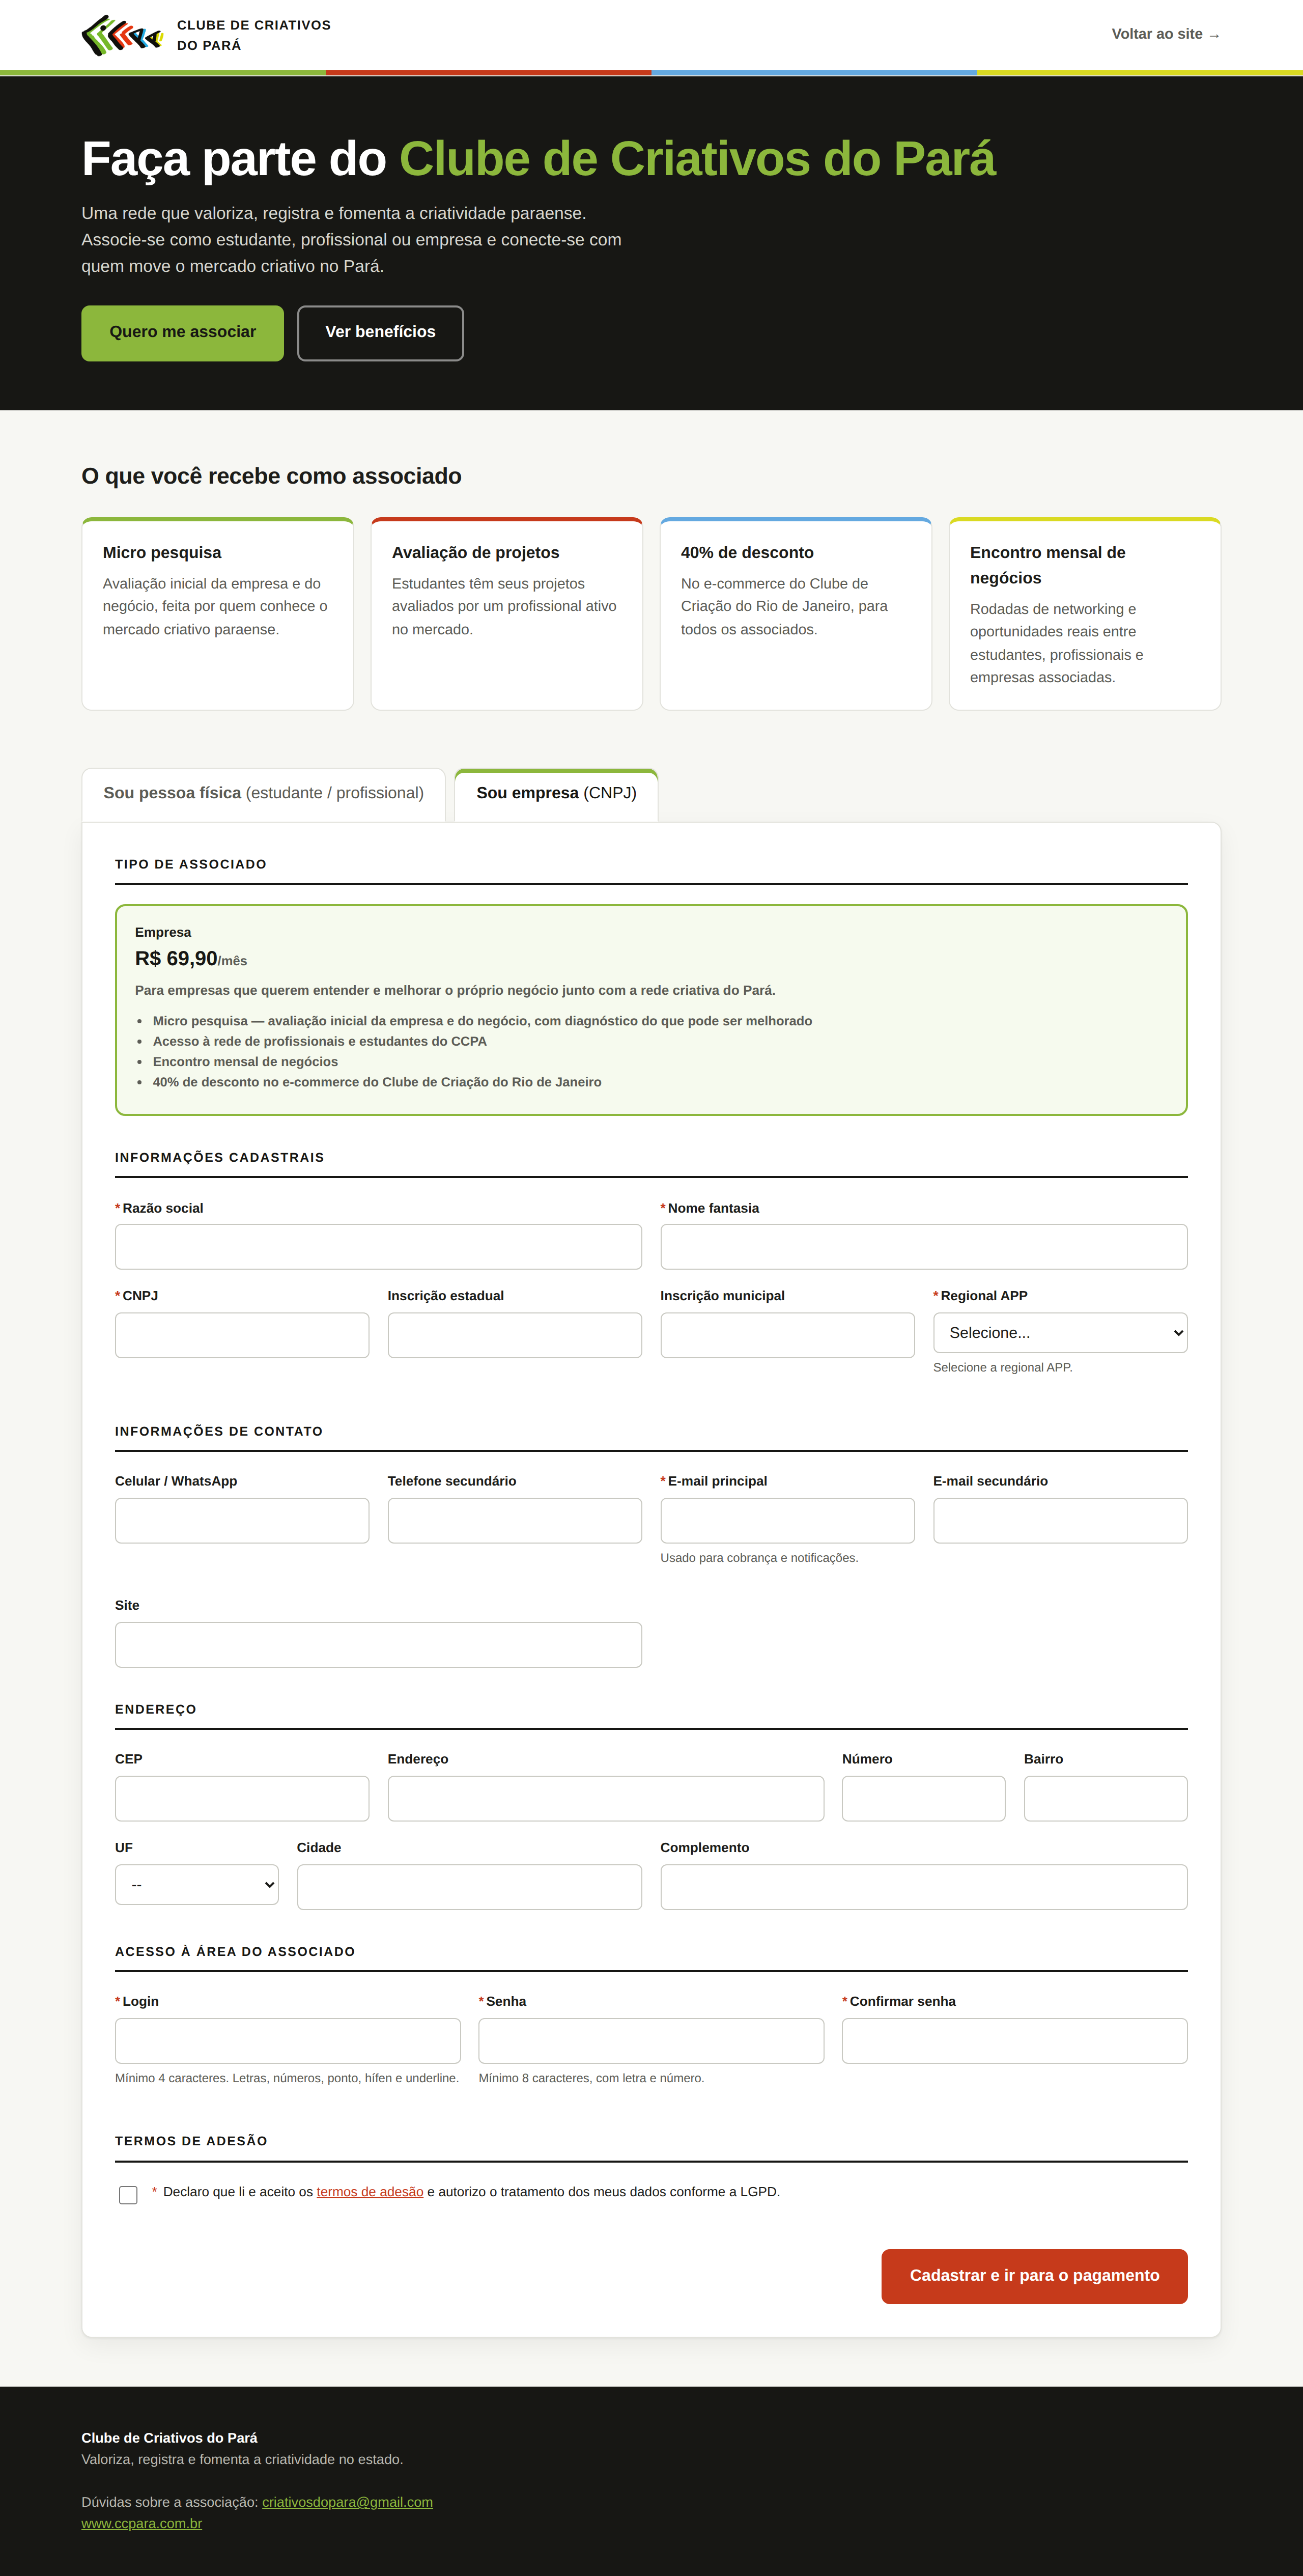 CLUBE DE CRIATIVOS
DO PARÁ
Voltar ao site →
Faça parte do Clube de Criativos do Pará
Uma rede que valoriza, registra e fomenta a criatividade paraense.
Associe-se como estudante, profissional ou empresa e conecte-se com
quem move o mercado criativo no Pará.
Quero me associar
Ver benefícios
O que você recebe como associado
Micro pesquisa
Avaliação inicial da empresa e do
negócio, feita por quem conhece o
mercado criativo paraense.
Avaliação de projetos
Estudantes têm seus projetos
avaliados por um profissional ativo
no mercado.
40% de desconto
No e-commerce do Clube de
Criação do Rio de Janeiro, para
todos os associados.
Encontro mensal de
negócios
Rodadas de networking e
oportunidades reais entre
estudantes, profissionais e
empresas associadas.
Sou pessoa física (estudante / profissional)
Sou empresa (CNPJ)
TIPO DE ASSOCIADO
Empresa
R$ 69,90/mês
Para empresas que querem entender e melhorar o próprio negócio junto com a rede criativa do Pará.
• Micro pesquisa — avaliação inicial da empresa e do negócio, com diagnóstico do que pode ser melhorado
• Acesso à rede de profissionais e estudantes do CCPA
• Encontro mensal de negócios
• 40% de desconto no e-commerce do Clube de Criação do Rio de Janeiro
INFORMAÇÕES CADASTRAIS
* Razão social
* Nome fantasia
* CNPJ
Inscrição estadual
Inscrição municipal
* Regional APP
Selecione...
Selecione a regional APP.
INFORMAÇÕES DE CONTATO
Celular / WhatsApp
Telefone secundário
* E-mail principal
E-mail secundário
Usado para cobrança e notificações.
Site
ENDEREÇO
CEP
Endereço
Número
Bairro
UF
Cidade
Complemento
--
ACESSO À ÁREA DO ASSOCIADO
* Login
* Senha
* Confirmar senha
Mínimo 4 caracteres. Letras, números, ponto, hífen e underline.
Mínimo 8 caracteres, com letra e número.
TERMOS DE ADESÃO
* Declaro que li e aceito os termos de adesão e autorizo o tratamento dos meus dados conforme a LGPD.
Cadastrar e ir para o pagamento
Clube de Criativos do Pará
Valoriza, registra e fomenta a criatividade no estado.
Dúvidas sobre a associação: criativosdopara@gmail.com
www.ccpara.com.br